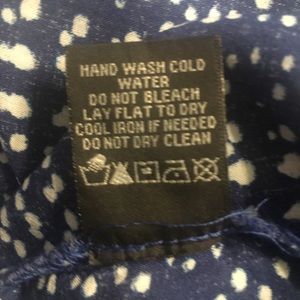 HAND WASH COLD
WATER
DO NOT BLEACH
LAY FLAT TO DRY
COOL IRON IF NEEDED
DO NOT DRY CLEAN